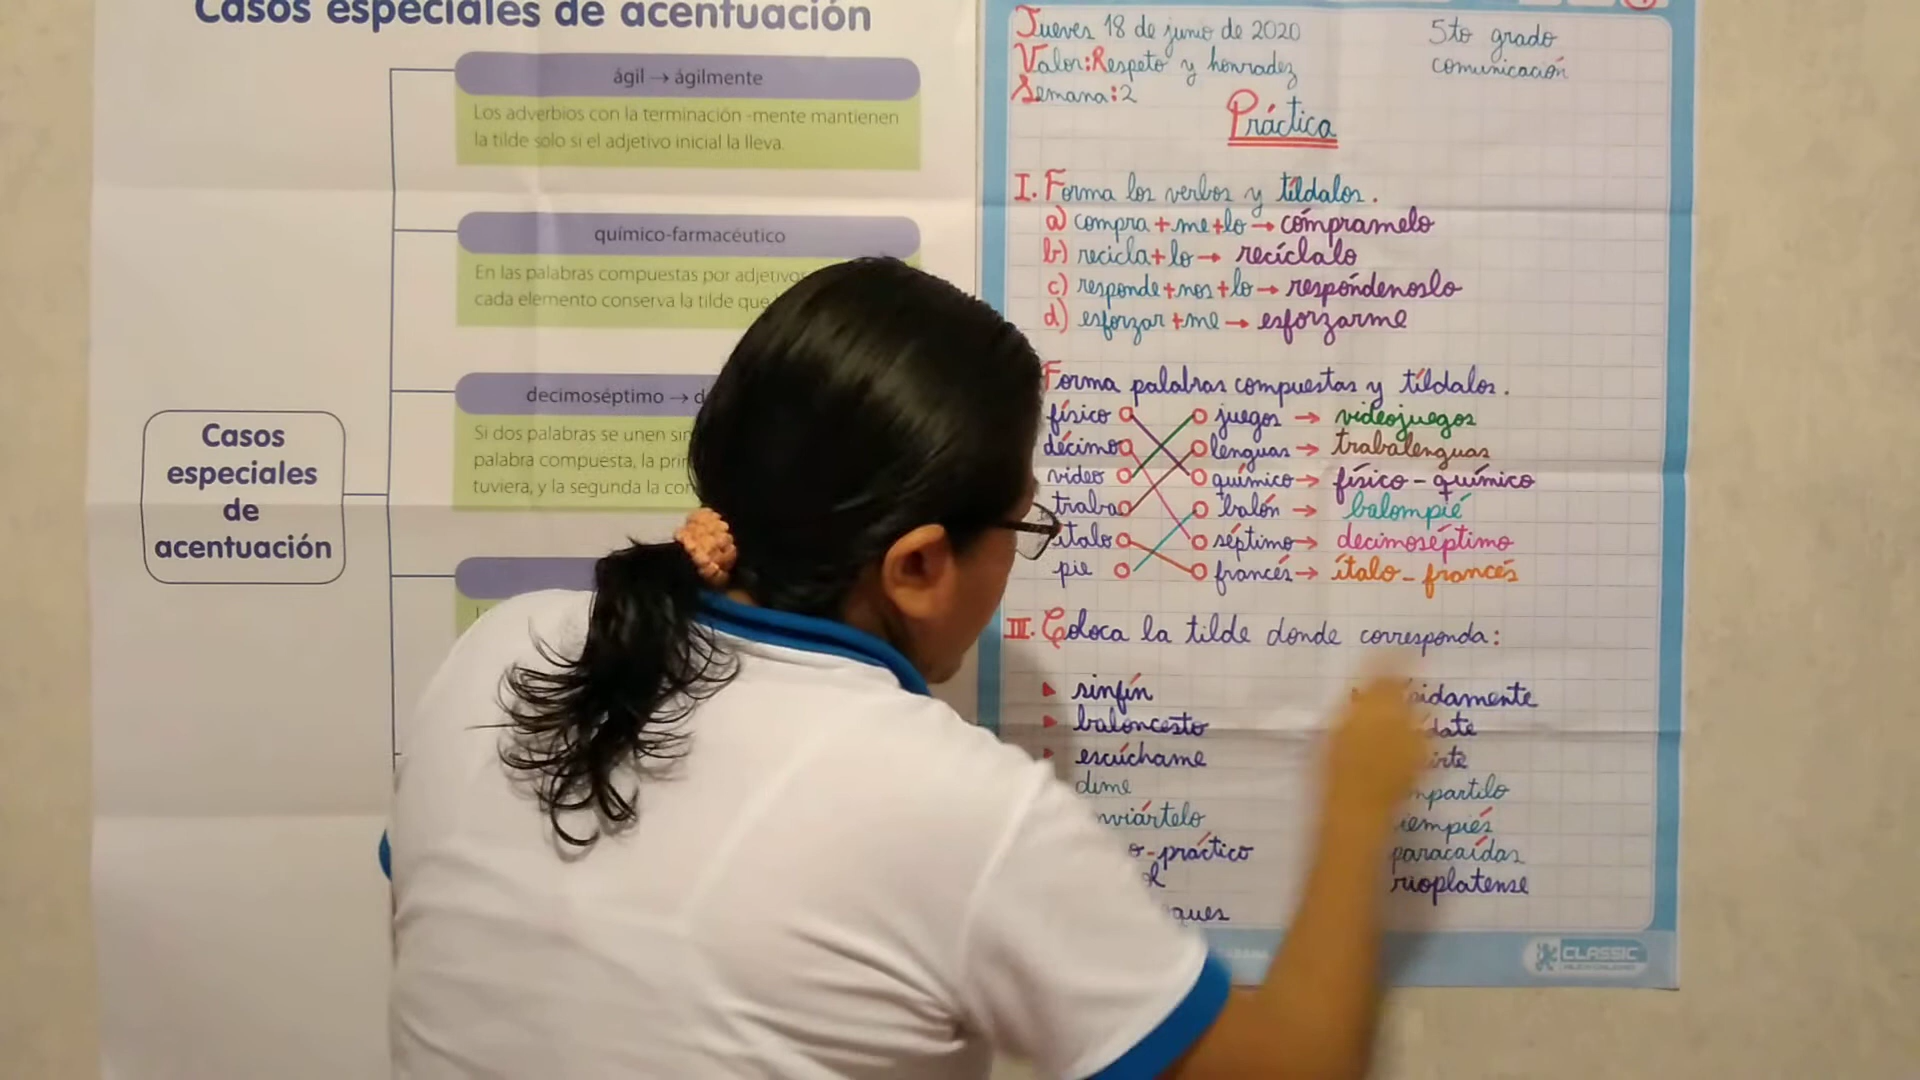 Casos especiales de acentuación
ágil → ágilmente
Los adverbios con la terminación -mente mantienen
la tilde solo si el adjetivo inicial la lleva.
químico-farmacéutico
En las palabras compuestas por adjetivos
cada elemento conserva la tilde que
decimoséptimo →
Si dos palabras se unen sin
palabra compuesta, la
tuviera, y la segunda la
Casos
especiales
de
acentuación
Jueves 18 de junio de 2020
5to grado
Valor: Respeto y honradez
comunicación
Semana: 2
Práctica
I. Forma los verbos y tíldalos.
a) compra + me + lo → cómpramelo
b) recicla + lo → recíclalo
c) responde + nos + lo → respóndenoslo
d) esforzar + me → esforzarme
Forma palabras compuestas y tíldalos.
físico juegos → videojuegos
décimo lenguas → trabalenguas
video químico → físico - químico
traba balón → balompié
ítalo séptimo → decimoséptimo
pie francés → ítalo - francés
III. Coloca la tilde donde corresponda:
sinfín
baloncesto
escúchame
dime
práctico
paracaídas
rioplatense
CLASSIC